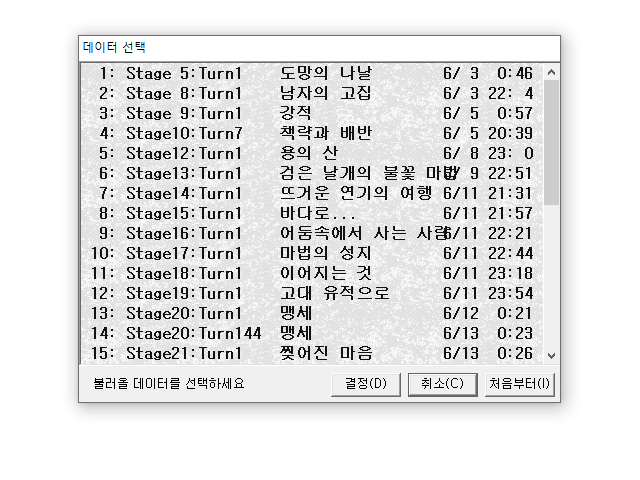 데이터 선택
1: Stage 5:Turn1 도망의 나날 6/ 3 0:46
2: Stage 8:Turn1 남자의 고집 6/ 3 22: 4
3: Stage 9:Turn1 강적 6/ 5 0:57
4: Stage10:Turn7 책략과 배반 6/ 5 20:39
5: Stage12:Turn1 용의 산 6/ 8 23: 0
6: Stage13:Turn1 검은 날개의 불꽃 마법 6/ 9 22:51
7: Stage14:Turn1 뜨거운 연기의 여행 6/11 21:31
8: Stage15:Turn1 바다로... 6/11 21:57
9: Stage16:Turn1 어둠속에서 사는 사람 6/11 22:21
10: Stage17:Turn1 마법의 성지 6/11 22:44
11: Stage18:Turn1 이어지는 것 6/11 23:18
12: Stage19:Turn1 고대 유적으로 6/11 23:54
13: Stage20:Turn1 맹세 6/12 0:21
14: Stage20:Turn144 맹세 6/13 0:23
15: Stage21:Turn1 찢어진 마음 6/13 0:26
불러올 데이터를 선택하세요 결정(D) 취소(C) 처음부터(I)